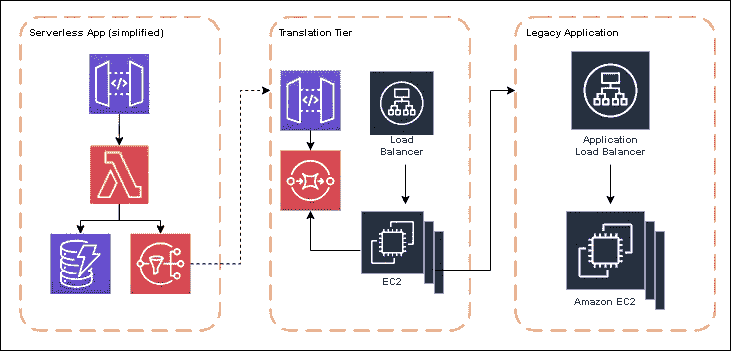 Serverless App (simplified)
Translation Tier
Legacy Application
Load
Balancer
Application
Load Balancer
EC2
Amazon EC2